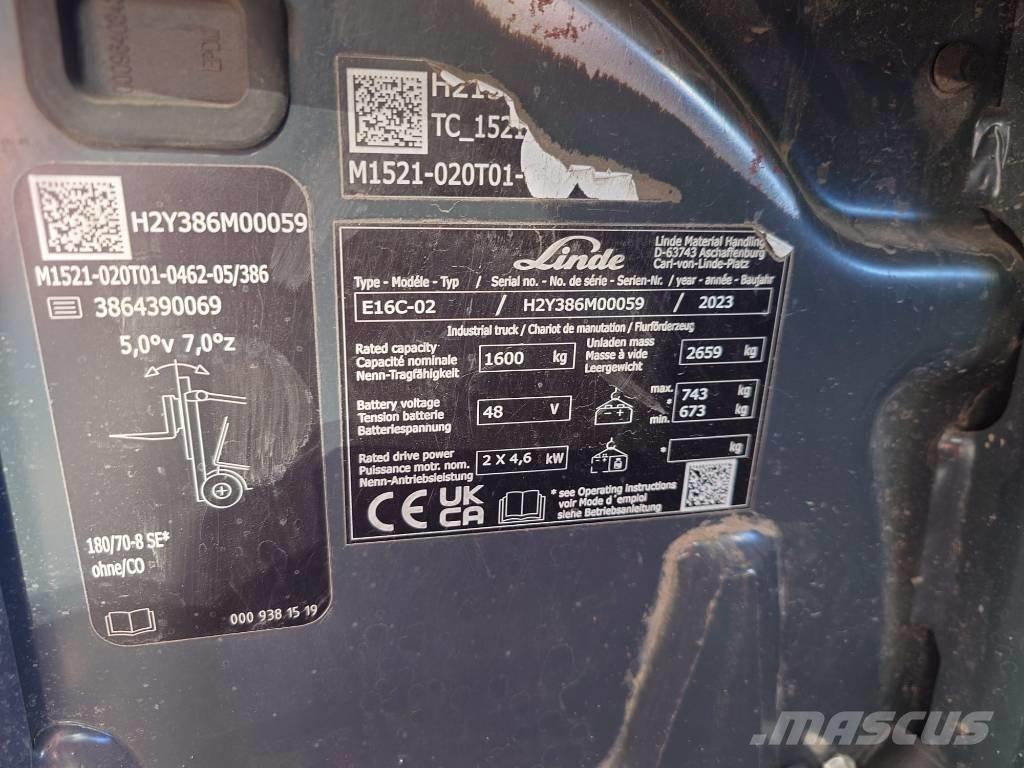 TC_152
M1521-020T01-
H2Y386M00059
M1521-020T01-0462-05/386
3864390069
5,0°v 7,0°z
180/70-8 SE*
ohne/CO
000 938 15 19
Linde
Linde Material Handling
D-63743 Aschaffenburg
Carl-von-Linde-Platz
Type - Modéle - Typ / Serial no. - No. de série - Serien-Nr. / year - année - Baujahr
E16C-02 / H2Y386M00059 / 2023
Industrial truck / Chariot de manutation / Flurförderzeug
Rated capacity
Capacité nominale
Nenn-Tragfähigkeit
1600 kg
Unladen mass
Masse à vide
Leergewicht
2659 kg
Battery voltage
Tension batterie
Batteriespannung
48 V
max. 743 kg
*
min. 673 kg
Rated drive power
Puissance motr. nom.
Nenn-Antriebsleistung
2 X 4,6 kW
* kg
CE UK CA
* see Operating instructions
voir Mode d´emploi
siehe Betriebsanleitung
MASCUS